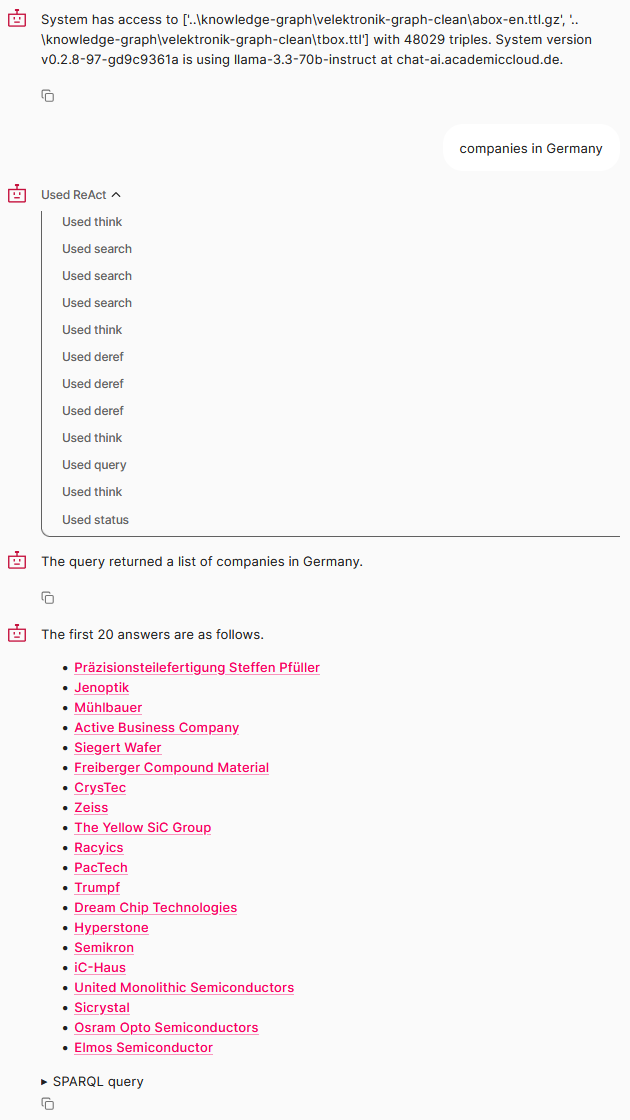 System has access to ['..\knowledge-graph\velektronik-graph-clean\abox-en.ttl.gz', '..
\knowledge-graph\velektronik-graph-clean\tbox.ttl'] with 48029 triples. System version
v0.2.8-97-gd9c9361a is using llama-3.3-70b-instruct at chat-ai.academiccloud.de.
companies in Germany
Used ReAct
Used think
Used search
Used search
Used search
Used think
Used deref
Used deref
Used deref
Used think
Used query
Used think
Used status
The query returned a list of companies in Germany.
The first 20 answers are as follows.
• Präzisionsteilefertigung Steffen Pfüller
• Jenoptik
• Mühlbauer
• Active Business Company
• Siegert Wafer
• Freiberger Compound Material
• CrysTec
• Zeiss
• The Yellow SiC Group
• Racyics
• PacTech
• Trumpf
• Dream Chip Technologies
• Hyperstone
• Semikron
• iC-Haus
• United Monolithic Semiconductors
• Sicrystal
• Osram Opto Semiconductors
• Elmos Semiconductor
▸ SPARQL query